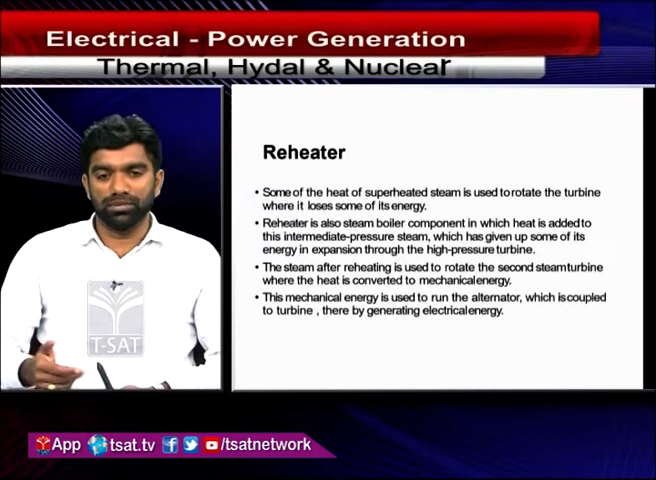 Electrical - Power Generation
Thermal, Hydal & Nuclear
Reheater
• Some of the heat of superheated steam is used to rotate the turbine
where it loses some of its energy.
• Reheater is also steam boiler component in which heat is added to
this intermediate-pressure steam, which has given up some of its
energy in expansion through the high-pressure turbine.
• The steam after reheating is used to rotate the second steam turbine
where the heat is converted to mechanical energy.
• This mechanical energy is used to run the alternator, which is coupled
to turbine , there by generating electrical energy.
T-SAT
App tsat.tv /tsatnetwork